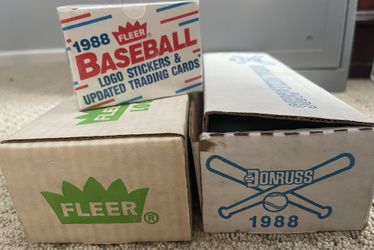 1988 FLEER
BASEBALL
LOGO STICKERS &
UPDATED TRADING CARDS
FLEER®
DONRUSS
1988